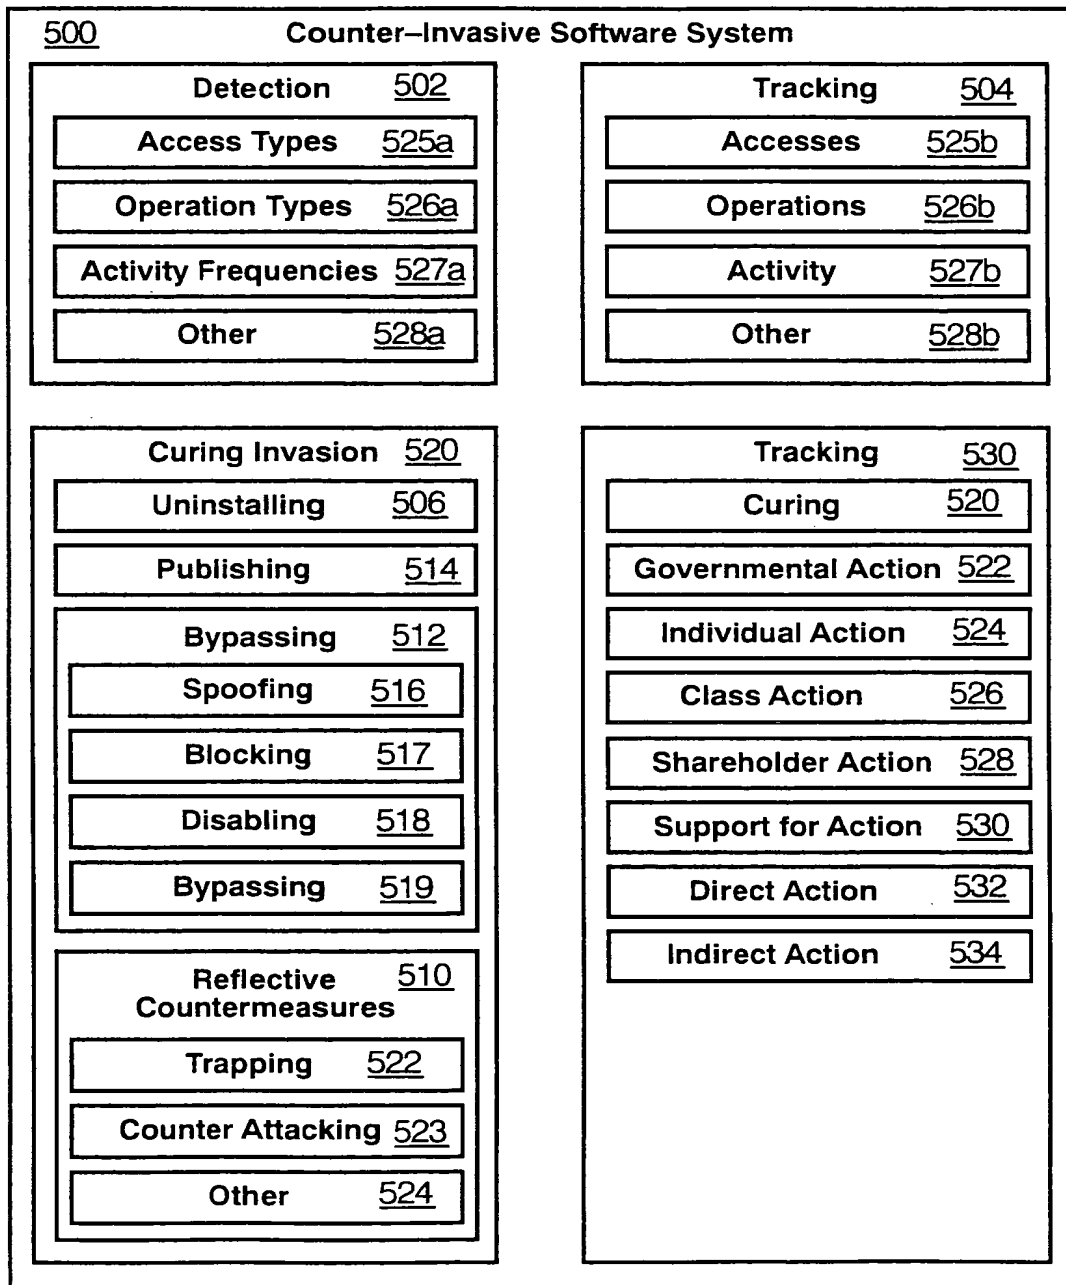 500 Counter–Invasive Software System
Detection 502
Access Types 525a
Operation Types 526a
Activity Frequencies 527a
Other 528a
Tracking 504
Accesses 525b
Operations 526b
Activity 527b
Other 528b
Curing Invasion 520
Uninstalling 506
Publishing 514
Bypassing 512
Spoofing 516
Blocking 517
Disabling 518
Bypassing 519
Reflective 510
Countermeasures
Trapping 522
Counter Attacking 523
Other 524
Tracking 530
Curing 520
Governmental Action 522
Individual Action 524
Class Action 526
Shareholder Action 528
Support for Action 530
Direct Action 532
Indirect Action 534